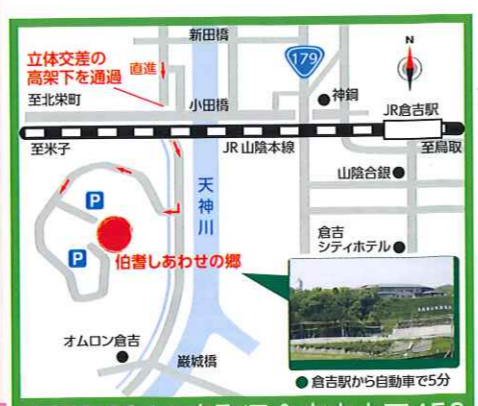 新田橋
立体交差の
高架下を通過
直進
179
N
至北栄町
小田橋
神鋼
JR倉吉駅
至米子
JR山陰本線
至鳥取
山陰合銀
P
天神川
倉吉
シティホテル
P
伯耆しあわせの郷
オムロン倉吉
巌城橋
倉吉駅から自動車で5分